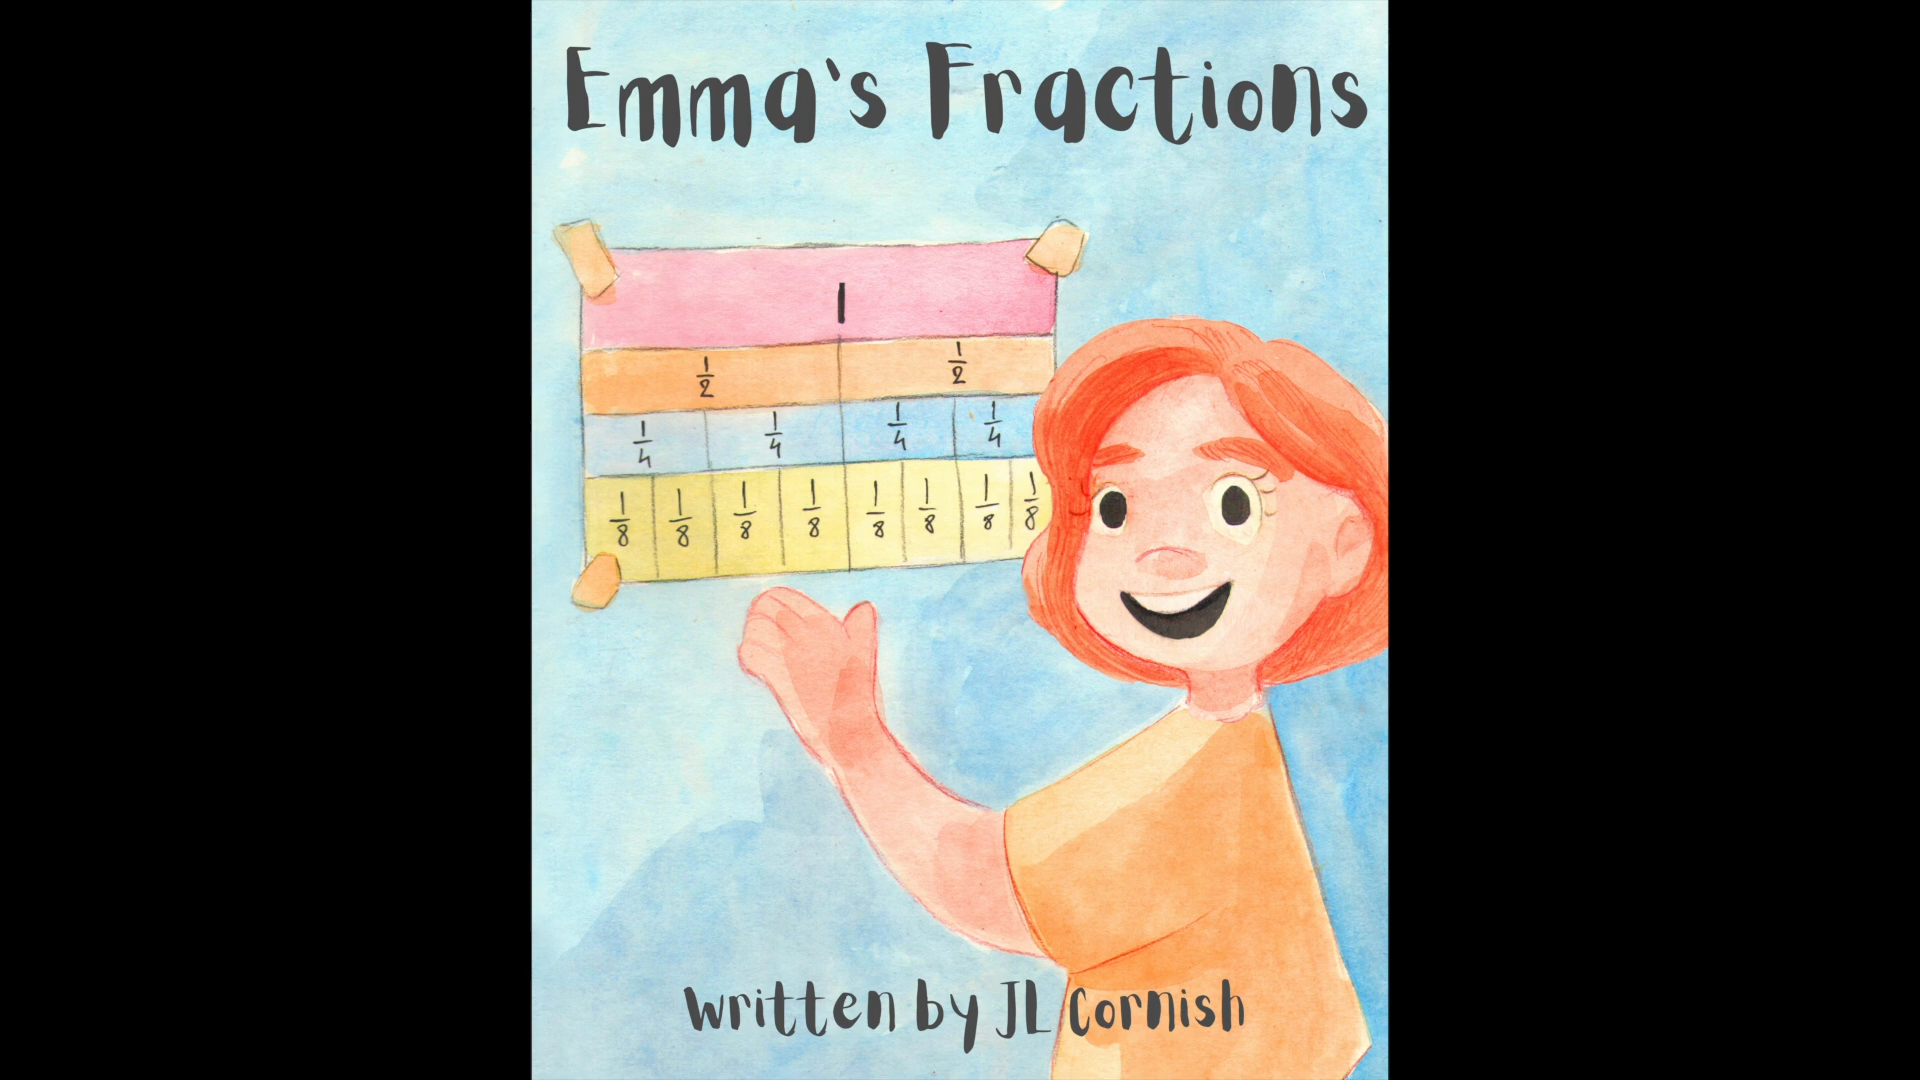 Emma's Fractions
1
1/2 1/2
1/4 1/4 1/4 1/4
1/8 1/8 1/8 1/8 1/8 1/8 1/8 1/8
written by JL Cornish